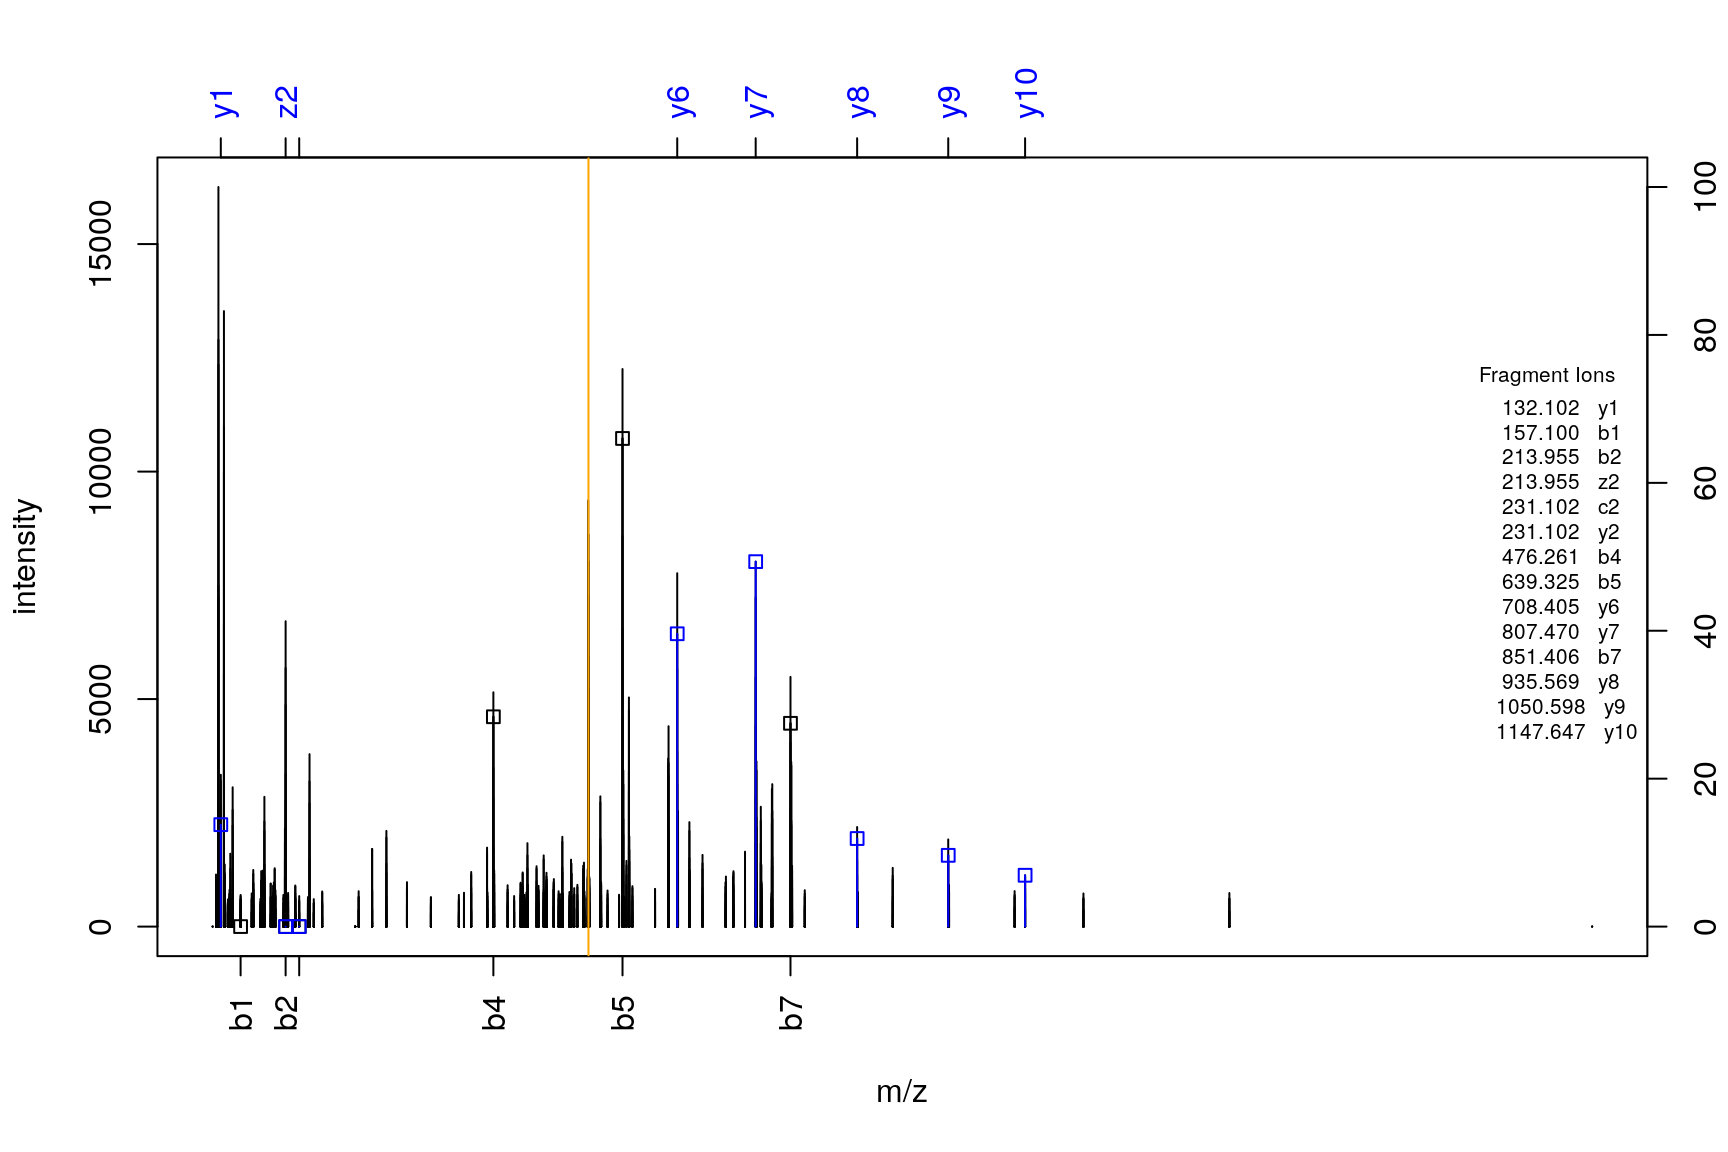 y1 z2 y6 y7 y8 y9 y10
intensity
0 5000 10000 15000
0 20 40 60 80 100
Fragment Ions
132.102 y1
157.100 b1
213.955 b2
213.955 z2
231.102 c2
231.102 y2
476.261 b4
639.325 b5
708.405 y6
807.470 y7
851.406 b7
935.569 y8
1050.598 y9
1147.647 y10
b1 b2 b4 b5 b7
m/z